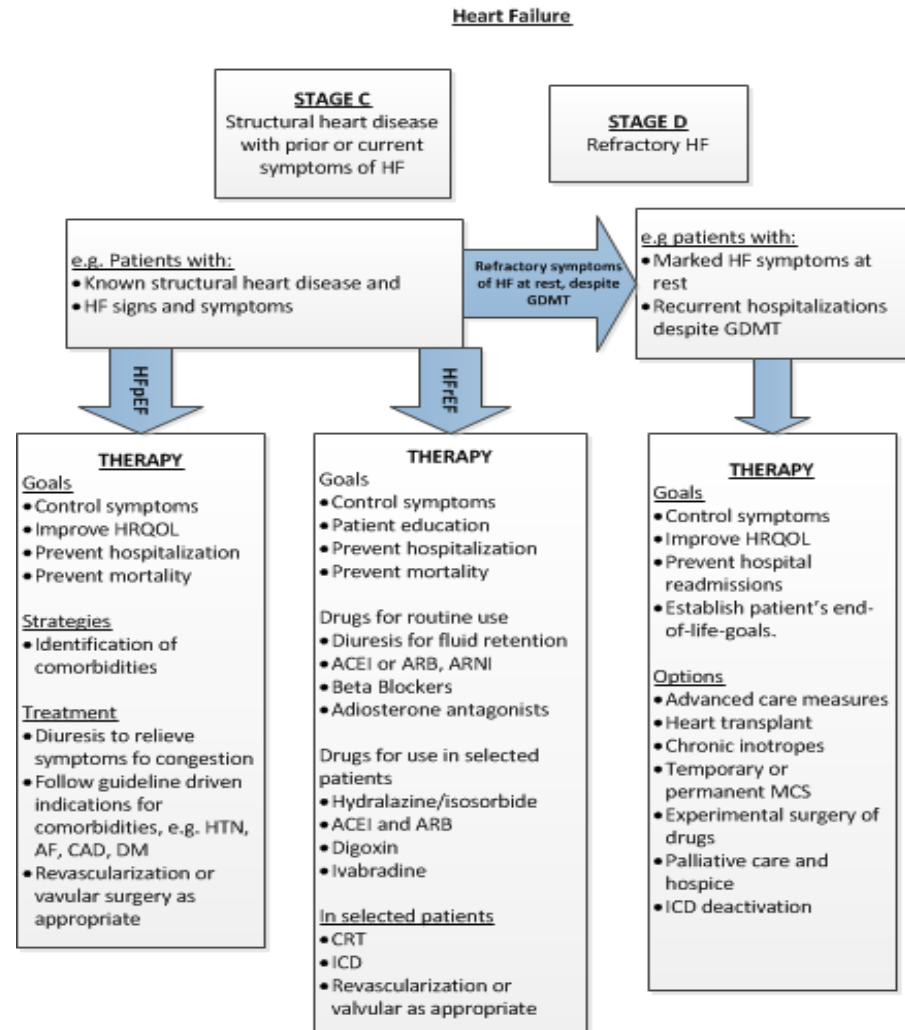 Heart Failure
STAGE C
Structural heart disease
with prior or current
symptoms of HF
STAGE D
Refractory HF
e.g. Patients with:
•Known structural heart disease and
•HF signs and symptoms
Refractory symptoms
of HF at rest, despite
GDMT
e.g patients with:
•Marked HF symptoms at
rest
•Recurrent hospitalizations
despite GDMT
HFpEF
HFrEF
THERAPY
Goals
•Control symptoms
•Improve HRQOL
•Prevent hospitalization
•Prevent mortality
Strategies
•Identification of
comorbidities
Treatment
•Diuresis to relieve
symptoms fo congestion
•Follow guideline driven
indications for
comorbidities, e.g. HTN,
AF, CAD, DM
•Revascularization or
vavular surgery as
appropriate
THERAPY
Goals
•Control symptoms
•Patient education
•Prevent hospitalization
•Prevent mortality
Drugs for routine use
•Diuresis for fluid retention
•ACEI or ARB, ARNI
•Beta Blockers
•Adiosterone antagonists
Drugs for use in selected
patients
•Hydralazine/isosorbide
•ACEI and ARB
•Digoxin
•Ivabradine
In selected patients
•CRT
•ICD
•Revascularization or
valvular as appropriate
THERAPY
Goals
•Control symptoms
•Improve HRQOL
•Prevent hospital
readmissions
•Establish patient's end-
of-life-goals.
Options
•Advanced care measures
•Heart transplant
•Chronic inotropes
•Temporary or
permanent MCS
•Experimental surgery of
drugs
•Palliative care and
hospice
•ICD deactivation